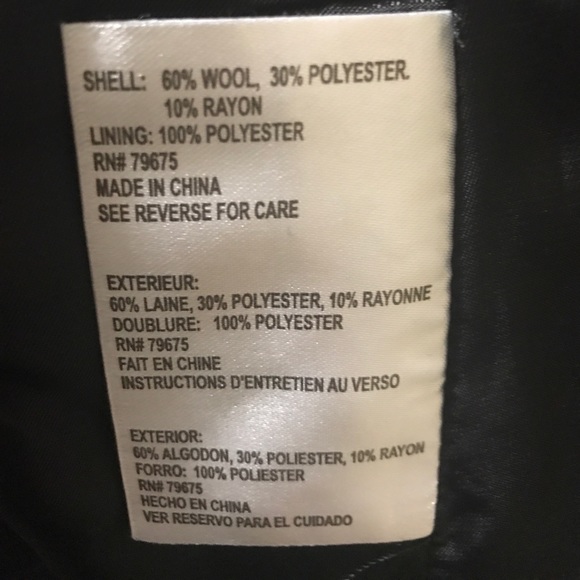 SHELL: 60% WOOL, 30% POLYESTER.
10% RAYON
LINING: 100% POLYESTER
RN# 79675
MADE IN CHINA
SEE REVERSE FOR CARE
EXTERIEUR:
60% LAINE, 30% POLYESTER, 10% RAYONNE
DOUBLURE: 100% POLYESTER
RN# 79675
FAIT EN CHINE
INSTRUCTIONS D'ENTRETIEN AU VERSO
EXTERIOR:
60% ALGODON, 30% POLIESTER, 10% RAYON
FORRO: 100% POLIESTER
RN# 79675
HECHO EN CHINA
VER RESERVO PARA EL CUIDADO